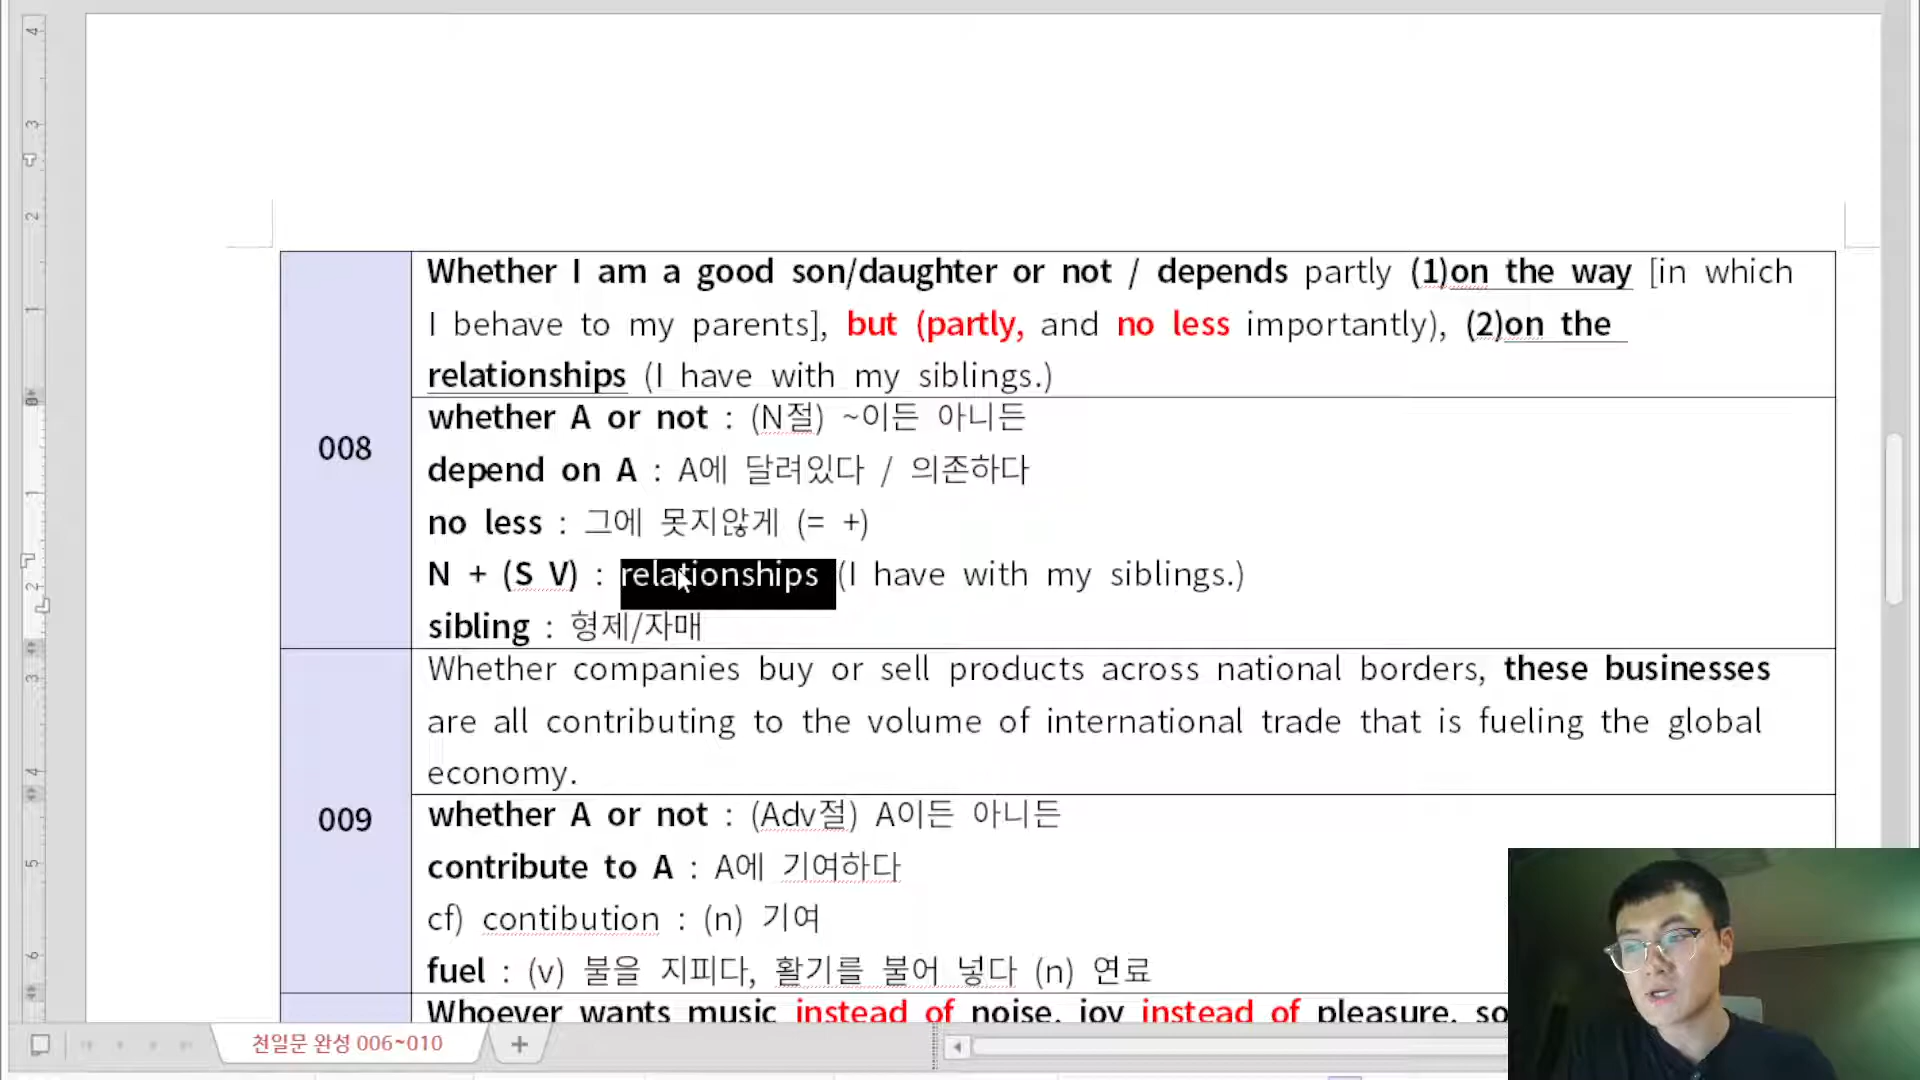 Whether I am a good son/daughter or not / depends partly (1)on the way [in which
I behave to my parents], but (partly, and no less importantly), (2)on the
relationships (I have with my siblings.)
008
whether A or not : (N절) ~이든 아니든
depend on A : A에 달려있다 / 의존하다
no less : 그에 못지않게 (= +)
N + (S V) : relationships (I have with my siblings.)
sibling : 형제/자매
Whether companies buy or sell products across national borders, these businesses
are all contributing to the volume of international trade that is fueling the global
economy.
009
whether A or not : (Adv절) A이든 아니든
contribute to A : A에 기여하다
cf) contibution : (n) 기여
fuel : (v) 불을 지피다, 활기를 불어 넣다 (n) 연료
Whoever wants music instead of noise, joy instead of pleasure, so
천일문 완성 006~010